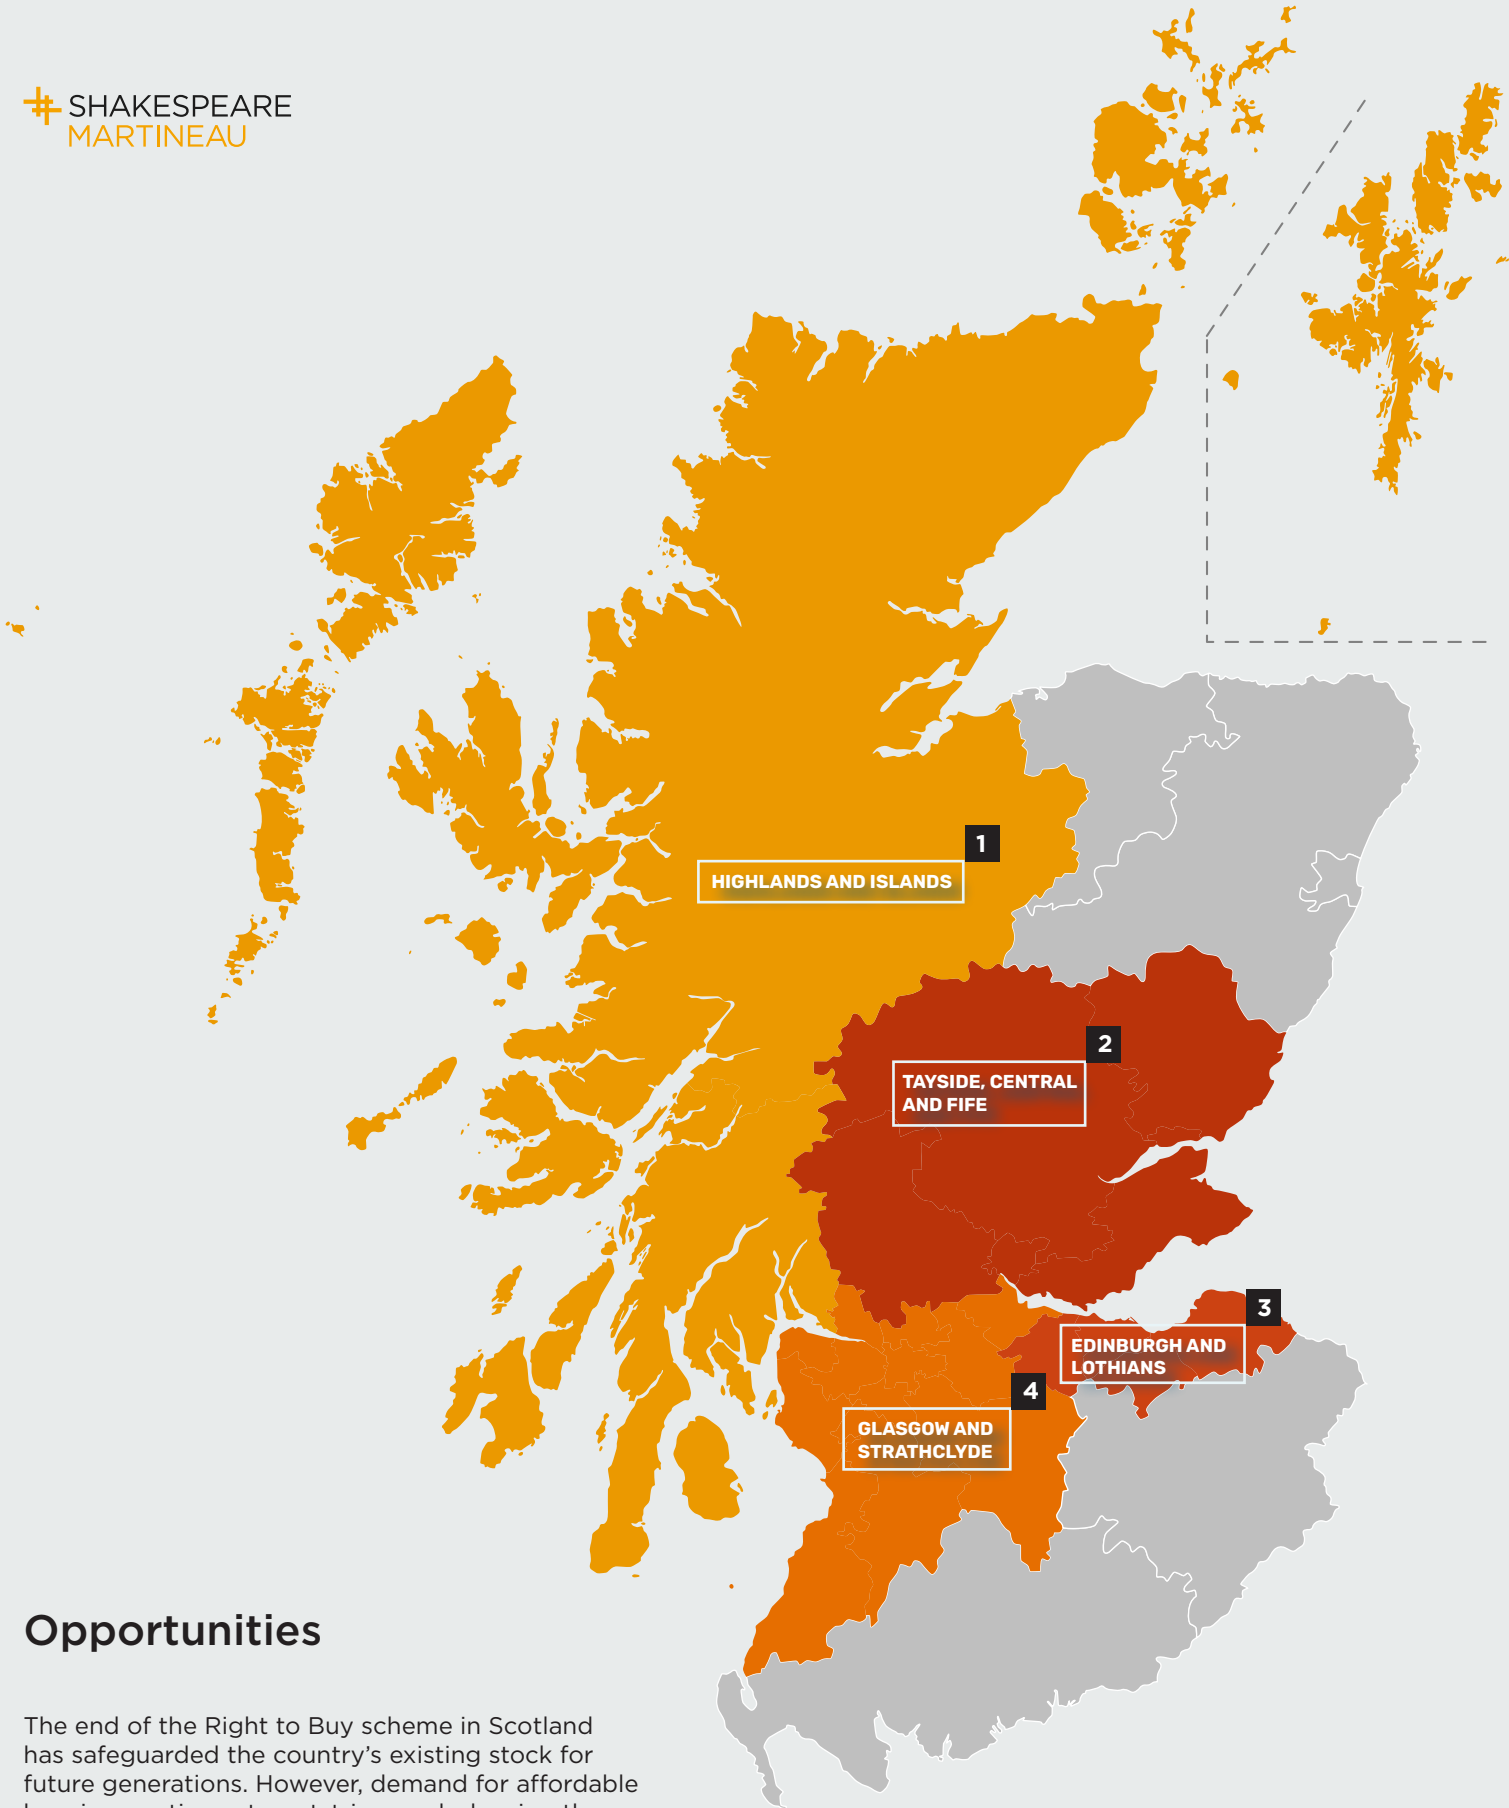 SHAKESPEARE
MARTINEAU
1
HIGHLANDS AND ISLANDS
2
TAYSIDE, CENTRAL
AND FIFE
3
EDINBURGH AND
LOTHIANS
4
GLASGOW AND
STRATHCLYDE
Opportunities
The end of the Right to Buy scheme in Scotland
has safeguarded the country's existing stock for
future generations. However, demand for affordable